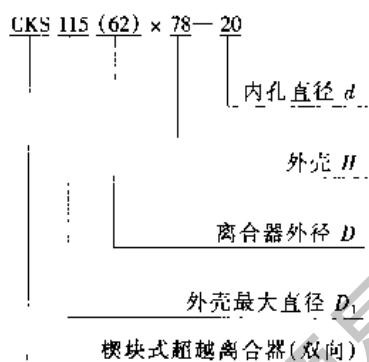 CKS 115 (62) × 78—20
内孔直径 d
外壳 H
离合器外径 D
外壳最大直径 D₁
楔块式超越离合器(双向)